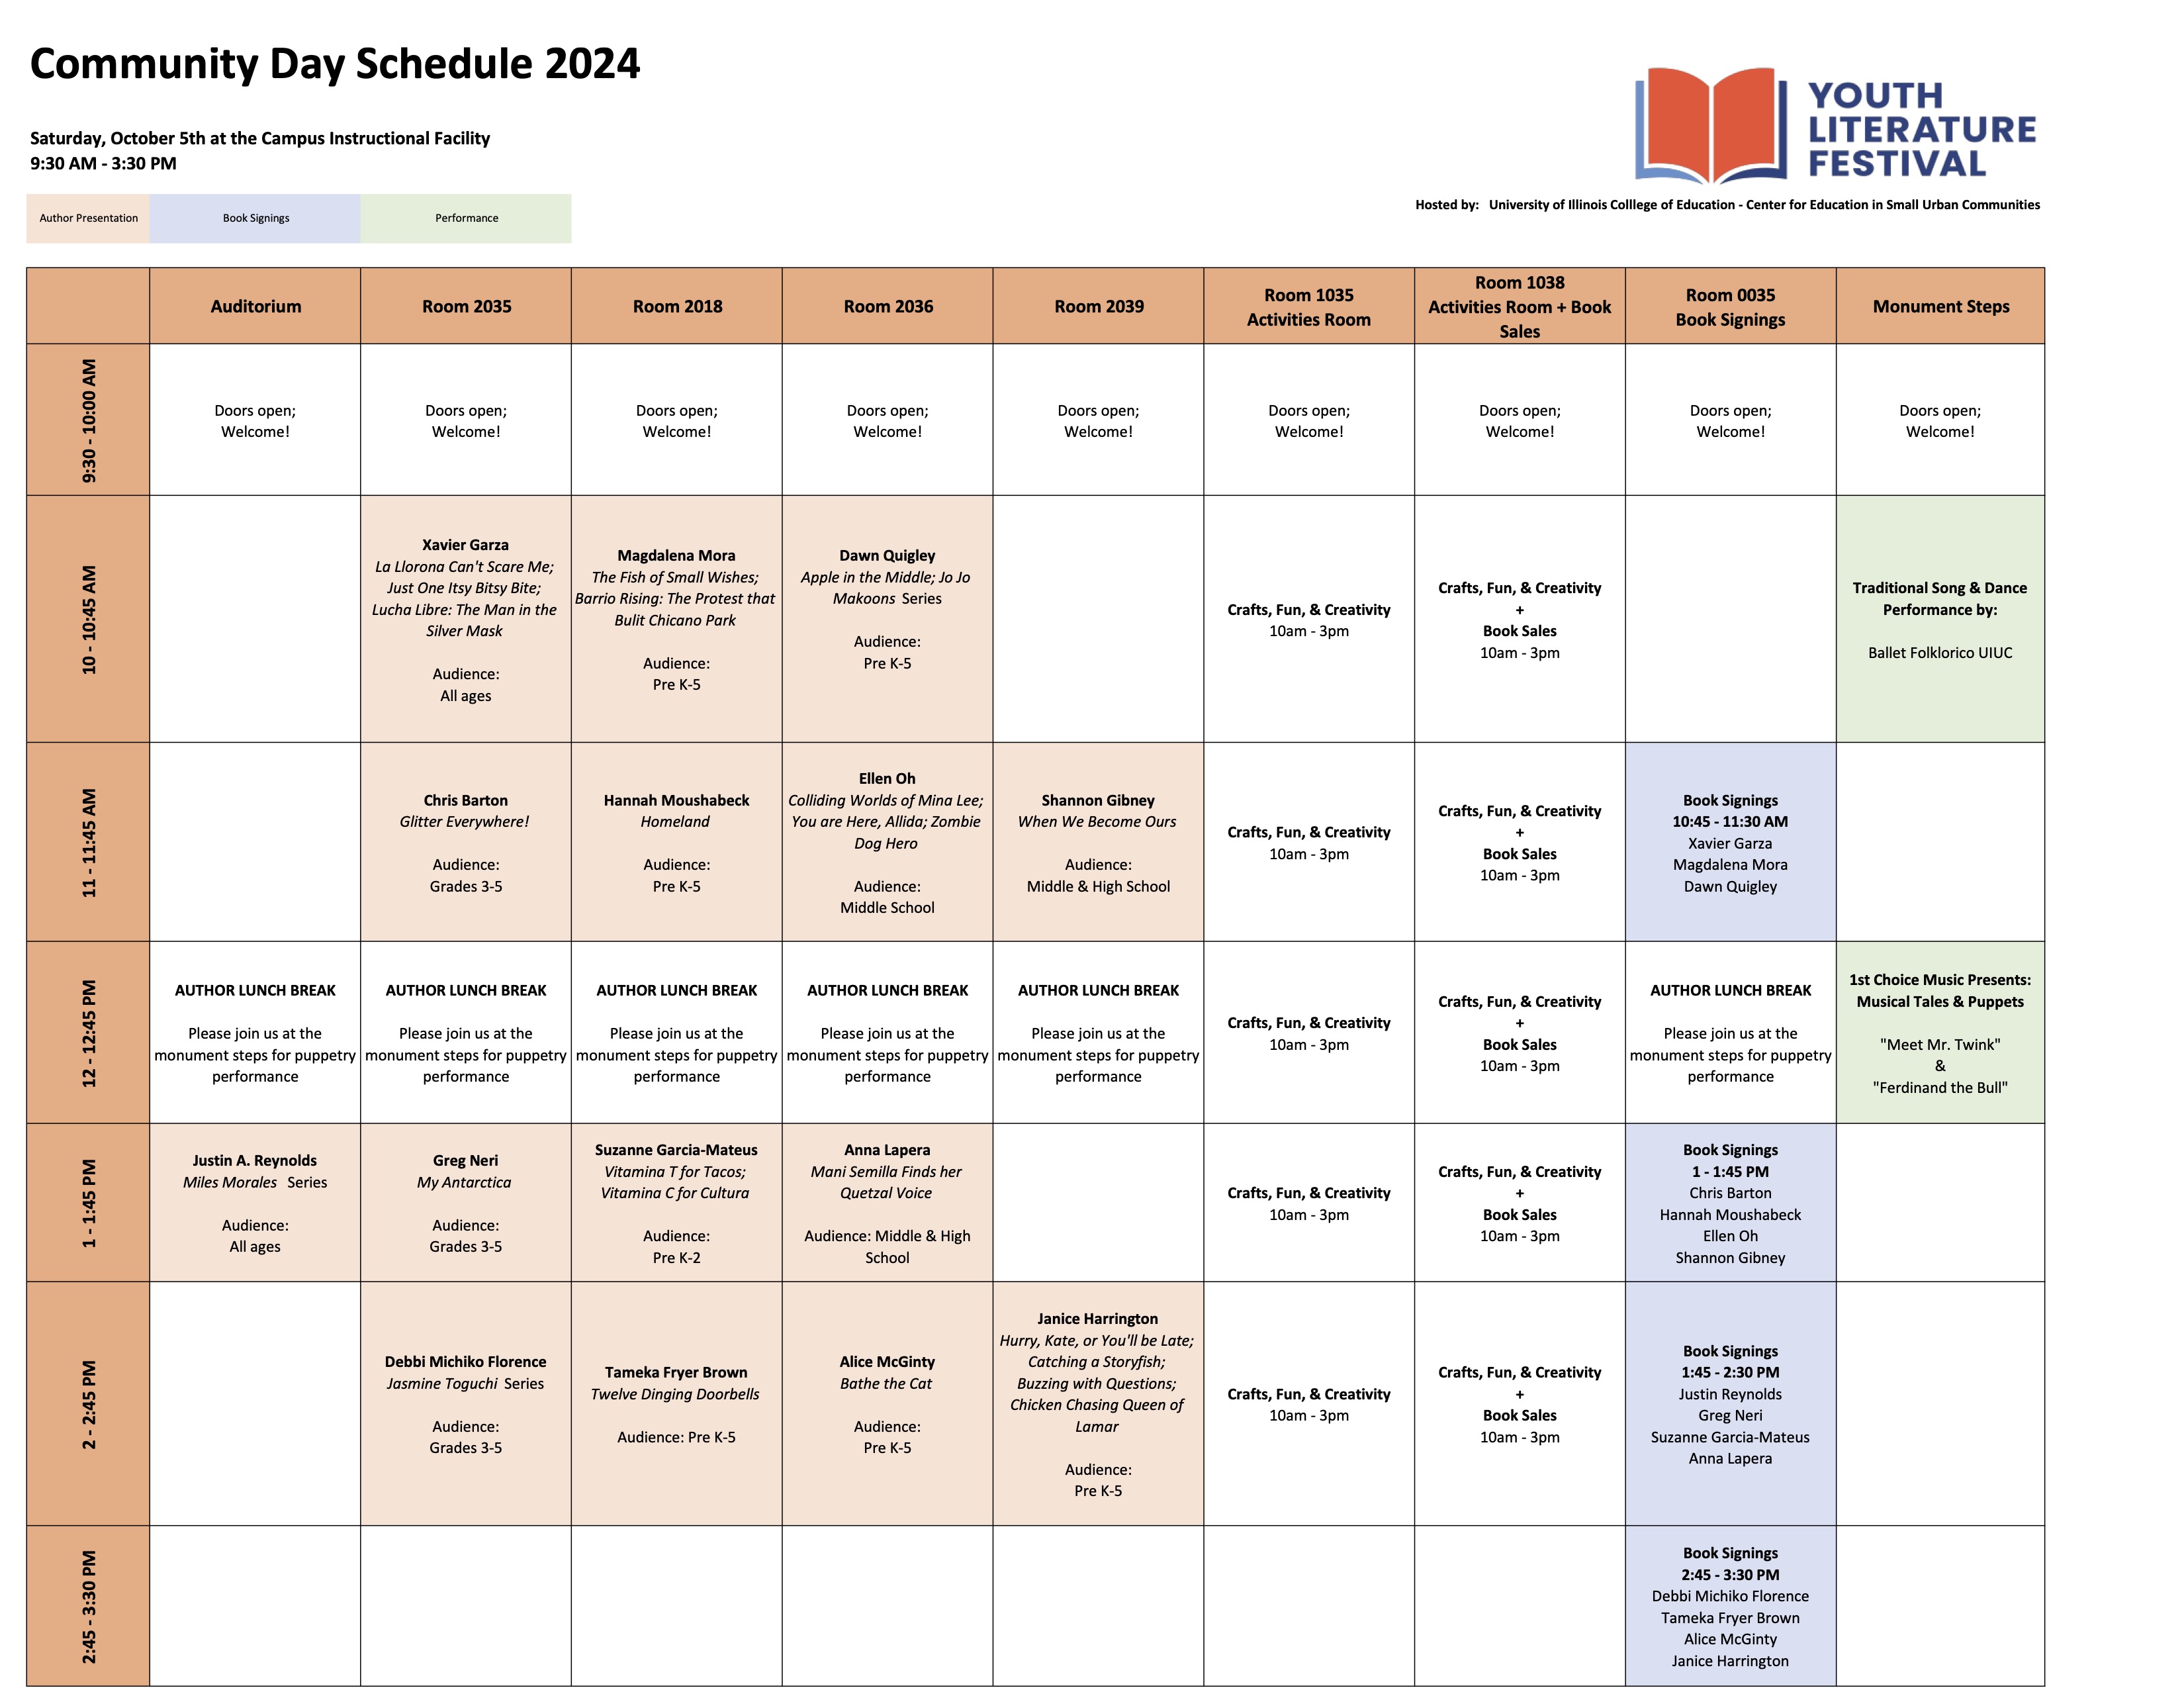 Community Day Schedule 2024
YOUTH
LITERATURE
FESTIVAL
Saturday, October 5th at the Campus Instructional Facility
9:30 AM - 3:30 PM
Hosted by: University of Illinois Colllege of Education - Center for Education in Small Urban Communities
Author Presentation
Book Signings
Performance
Auditorium
Room 2035
Room 2018
Room 2036
Room 2039
Room 1035
Activities Room
Room 1038
Activities Room + Book
Sales
Room 0035
Book Signings
Monument Steps
9:30 - 10:00 AM
Doors open;
Welcome!
Doors open;
Welcome!
Doors open;
Welcome!
Doors open;
Welcome!
Doors open;
Welcome!
Doors open;
Welcome!
Doors open;
Welcome!
Doors open;
Welcome!
Doors open;
Welcome!
10 - 10:45 AM
Xavier Garza
La Llorona Can't Scare Me;
Just One Itsy Bitsy Bite;
Lucha Libre: The Man in the
Silver Mask
Audience:
All ages
Magdalena Mora
The Fish of Small Wishes;
Barrio Rising: The Protest that
Bulit Chicano Park
Audience:
Pre K-5
Dawn Quigley
Apple in the Middle; Jo Jo
Makoons Series
Audience:
Pre K-5
Crafts, Fun, & Creativity
10am - 3pm
Crafts, Fun, & Creativity
+
Book Sales
10am - 3pm
Traditional Song & Dance
Performance by:
Ballet Folklorico UIUC
11 - 11:45 AM
Chris Barton
Glitter Everywhere!
Audience:
Grades 3-5
Hannah Moushabeck
Homeland
Audience:
Pre K-5
Ellen Oh
Colliding Worlds of Mina Lee;
You are Here, Allida; Zombie
Dog Hero
Audience:
Middle School
Shannon Gibney
When We Become Ours
Audience:
Middle & High School
Crafts, Fun, & Creativity
10am - 3pm
Crafts, Fun, & Creativity
+
Book Sales
10am - 3pm
Book Signings
10:45 - 11:30 AM
Xavier Garza
Magdalena Mora
Dawn Quigley
12 - 12:45 PM
AUTHOR LUNCH BREAK
Please join us at the
monument steps for puppetry
performance
AUTHOR LUNCH BREAK
Please join us at the
monument steps for puppetry
performance
AUTHOR LUNCH BREAK
Please join us at the
monument steps for puppetry
performance
AUTHOR LUNCH BREAK
Please join us at the
monument steps for puppetry
performance
AUTHOR LUNCH BREAK
Please join us at the
monument steps for puppetry
performance
Crafts, Fun, & Creativity
10am - 3pm
Crafts, Fun, & Creativity
+
Book Sales
10am - 3pm
AUTHOR LUNCH BREAK
Please join us at the
monument steps for puppetry
performance
1st Choice Music Presents:
Musical Tales & Puppets
"Meet Mr. Twink"
&
"Ferdinand the Bull"
1 - 1:45 PM
Justin A. Reynolds
Miles Morales Series
Audience:
All ages
Greg Neri
My Antarctica
Audience:
Grades 3-5
Suzanne Garcia-Mateus
Vitamina T for Tacos;
Vitamina C for Cultura
Audience:
Pre K-2
Anna Lapera
Mani Semilla Finds her
Quetzal Voice
Audience: Middle & High
School
Crafts, Fun, & Creativity
10am - 3pm
Crafts, Fun, & Creativity
+
Book Sales
10am - 3pm
Book Signings
1 - 1:45 PM
Chris Barton
Hannah Moushabeck
Ellen Oh
Shannon Gibney
2 - 2:45 PM
Debbi Michiko Florence
Jasmine Toguchi Series
Audience:
Grades 3-5
Tameka Fryer Brown
Twelve Dinging Doorbells
Audience: Pre K-5
Alice McGinty
Bathe the Cat
Audience:
Pre K-5
Janice Harrington
Hurry, Kate, or You'll be Late;
Catching a Storyfish;
Buzzing with Questions;
Chicken Chasing Queen of
Lamar
Audience:
Pre K-5
Crafts, Fun, & Creativity
10am - 3pm
Crafts, Fun, & Creativity
+
Book Sales
10am - 3pm
Book Signings
1:45 - 2:30 PM
Justin Reynolds
Greg Neri
Suzanne Garcia-Mateus
Anna Lapera
2:45 - 3:30 PM
Book Signings
2:45 - 3:30 PM
Debbi Michiko Florence
Tameka Fryer Brown
Alice McGinty
Janice Harrington